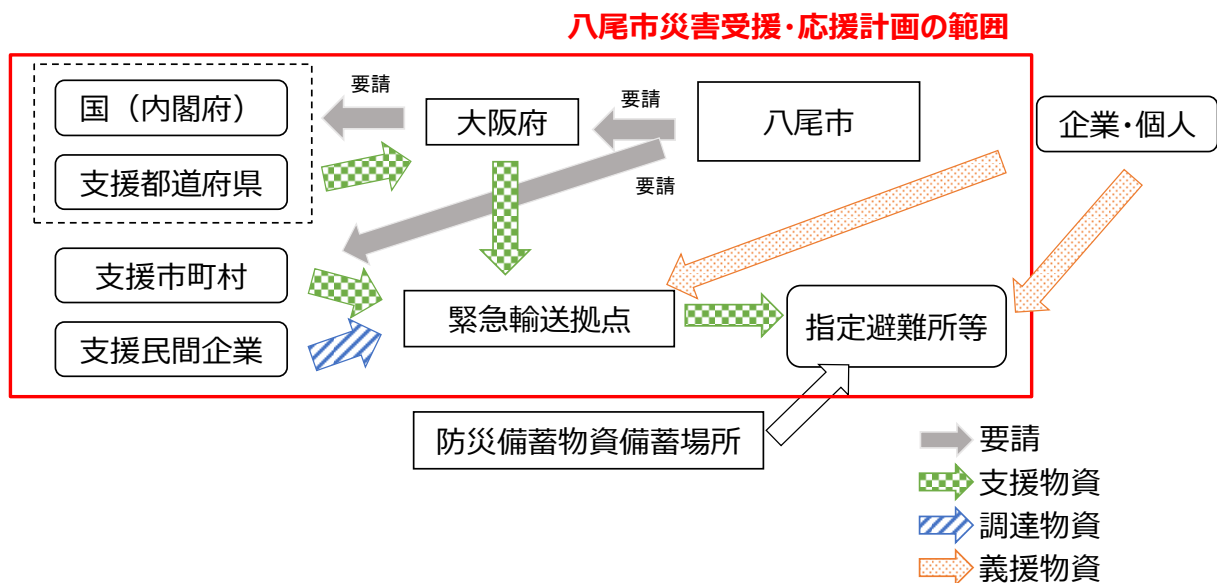 八尾市災害受援・応援計画の範囲
国（内閣府）
要請
大阪府
要請
八尾市
企業・個人
支援都道府県
要請
支援市町村
緊急輸送拠点
指定避難所等
支援民間企業
防災備蓄物資備蓄場所
要請
支援物資
調達物資
義援物資